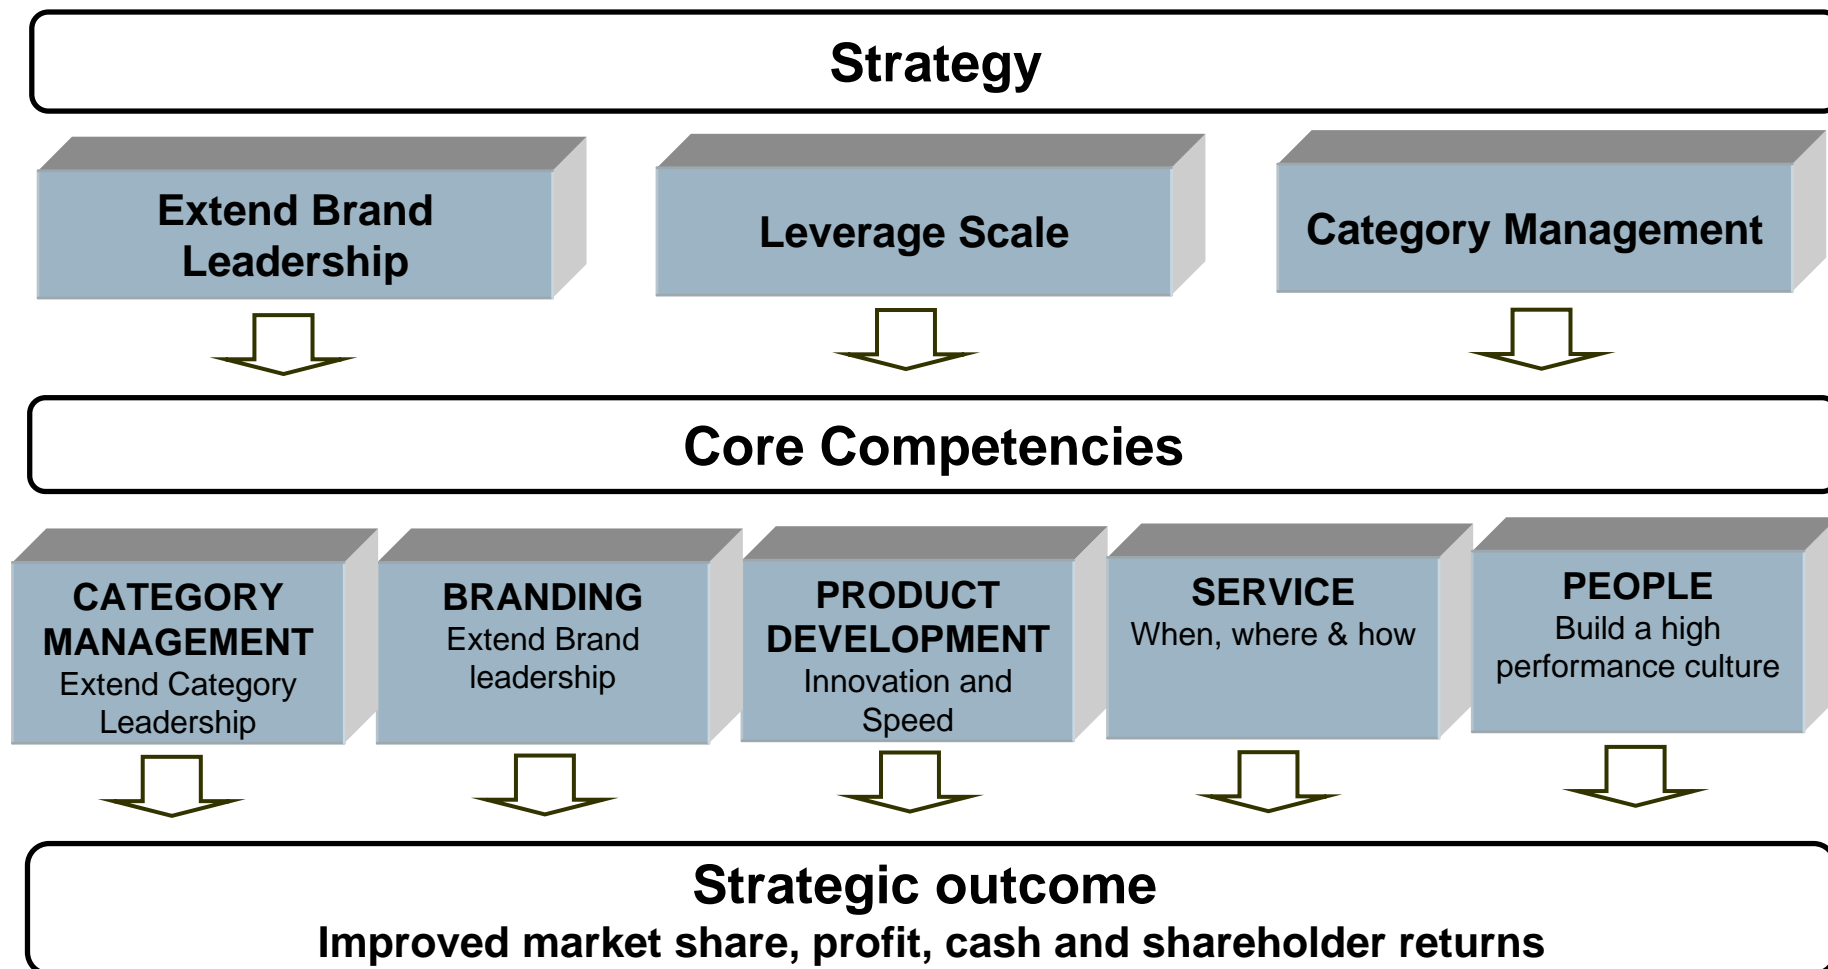 Strategy
Extend Brand
Leadership
Leverage Scale
Category Management
Core Competencies
CATEGORY
MANAGEMENT
Extend Category
Leadership
BRANDING
Extend Brand
leadership
PRODUCT
DEVELOPMENT
Innovation and
Speed
SERVICE
When, where & how
PEOPLE
Build a high
performance culture
Strategic outcome
Improved market share, profit, cash and shareholder returns